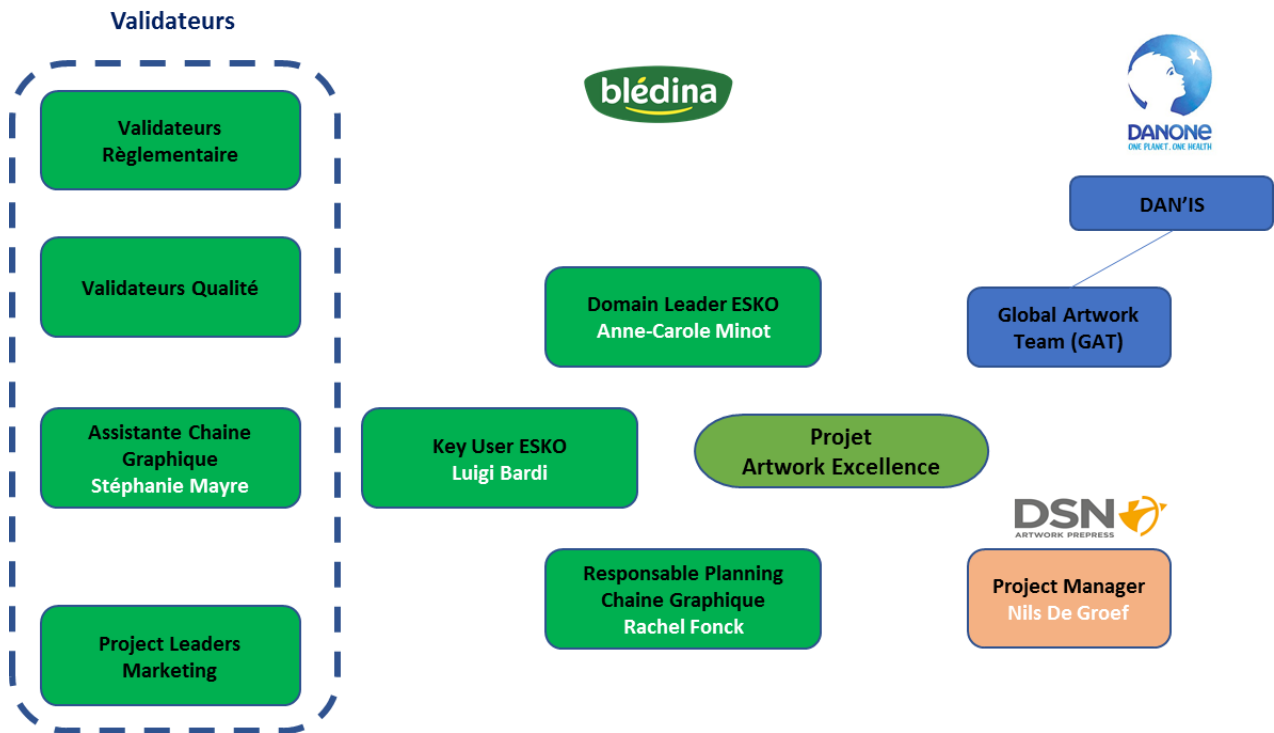 Validateurs
Validateurs
Règlementaire
Validateurs Qualité
Assistante Chaine
Graphique
Stéphanie Mayre
Project Leaders
Marketing
blédina
Domain Leader ESKO
Anne-Carole Minot
Key User ESKO
Luigi Bardi
Projet
Artwork Excellence
Responsable Planning
Chaine Graphique
Rachel Fonck
DANONE
ONE PLANET. ONE HEALTH
DAN'IS
Global Artwork
Team (GAT)
DSN
ARTWORK PREPRESS
Project Manager
Nils De Groef